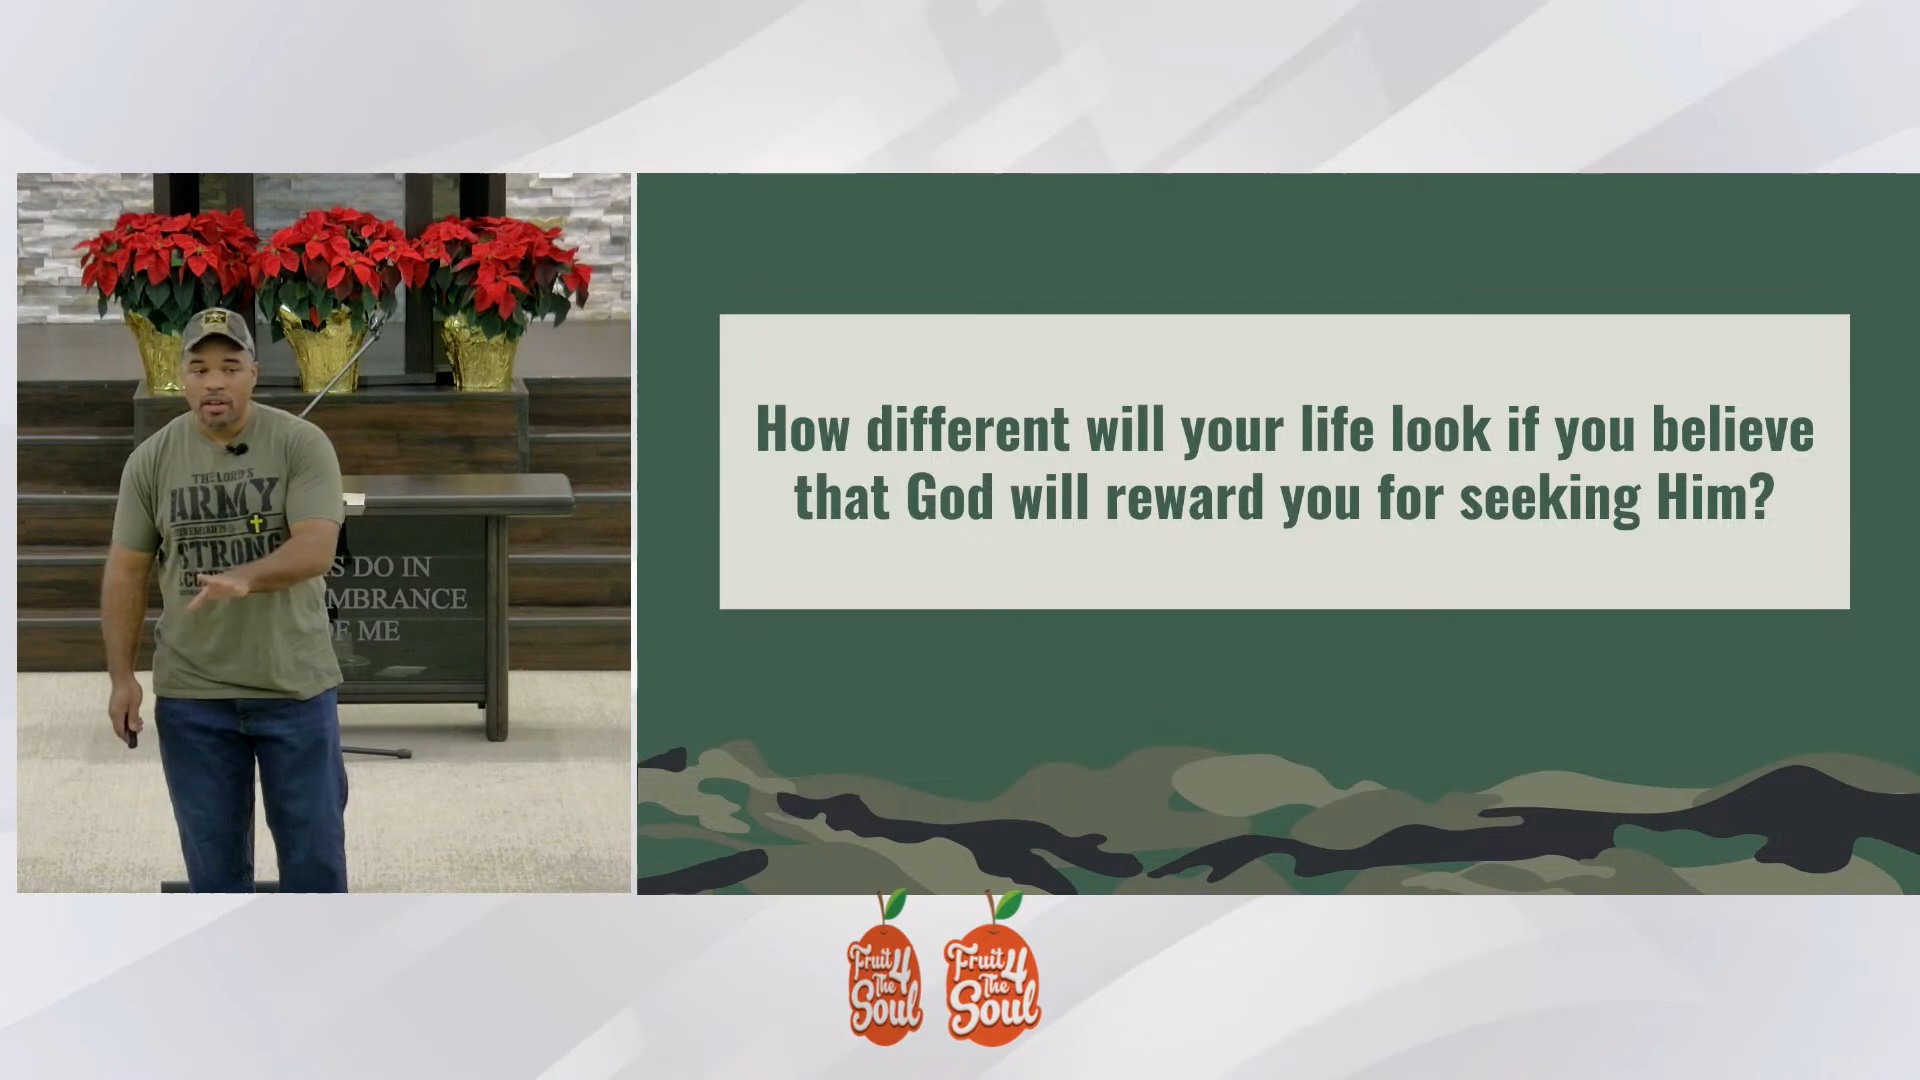 THE LORD'S
ARMY
STRONG
S DO IN
MBRANCE
OF ME
How different will your life look if you believe
that God will reward you for seeking Him?
Fruit 4
The
Soul
Fruit 4
The
Soul